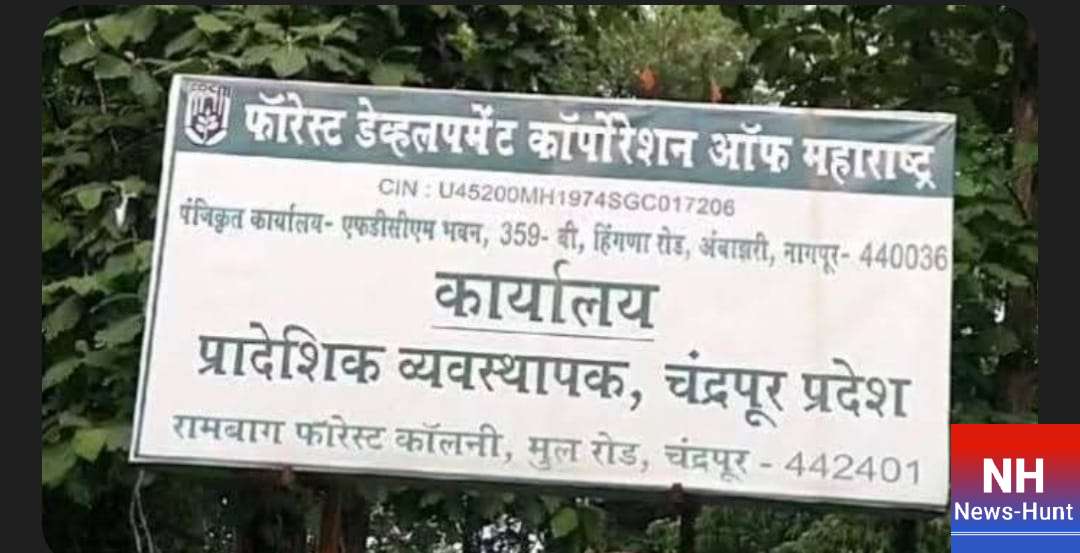 FDCM
फॉरेस्ट डेव्हलपमेंट कॉर्पोरेशन ऑफ महाराष्ट्र
CIN : U45200MH1974SGC017206
पंजिकृत कार्यालय- एफडीसीएम भवन, 359- बी, हिंगणा रोड, अंबाझरी, नागपूर- 440036
कार्यालय
प्रादेशिक व्यवस्थापक, चंद्रपूर प्रदेश
रामबाग फॉरेस्ट कॉलनी, मुल रोड, चंद्रपूर - 442401
NH
News-Hunt